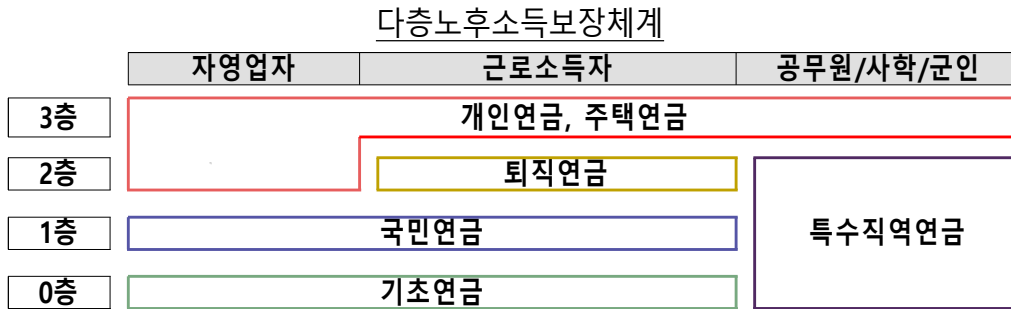 다층노후소득보장체계
자영업자 근로소득자 공무원/사학/군인
3층 개인연금, 주택연금
2층 퇴직연금
1층 국민연금 특수직역연금
0층 기초연금